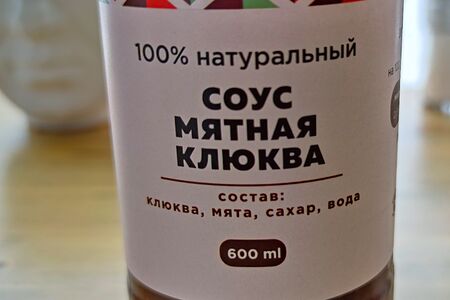 100% натуральный
СОУС
МЯТНАЯ
КЛЮКВА
состав:
клюква, мята, сахар, вода
600 ml